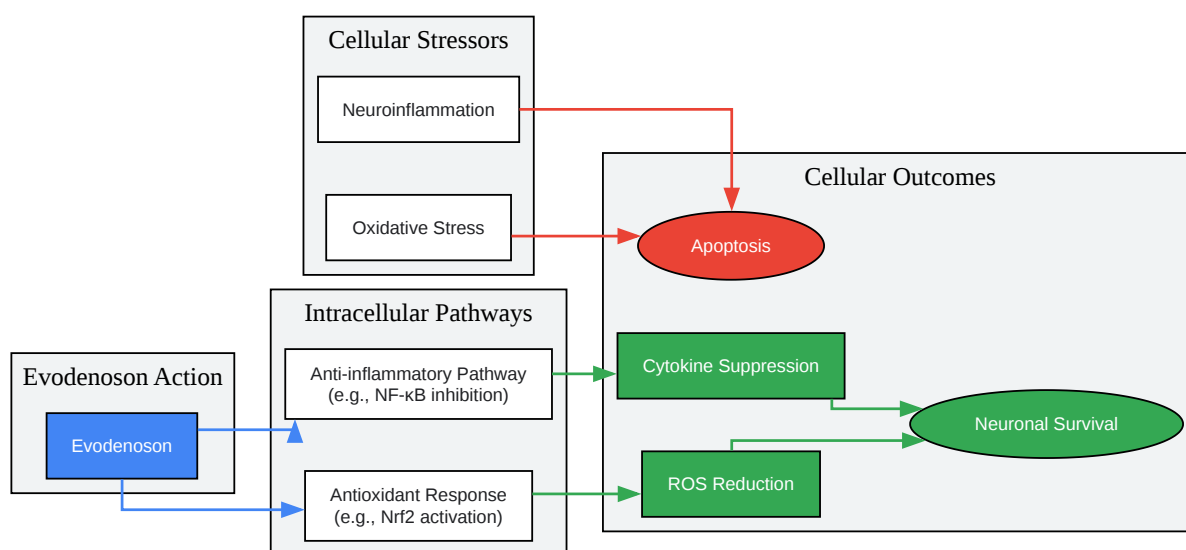 Cellular Stressors
Neuroinflammation
Oxidative Stress
Cellular Outcomes
Apoptosis
Intracellular Pathways
Anti-inflammatory Pathway
(e.g., NF-κB inhibition)
Cytokine Suppression
Evodenoson Action
Evodenoson
Neuronal Survival
Antioxidant Response
(e.g., Nrf2 activation)
ROS Reduction